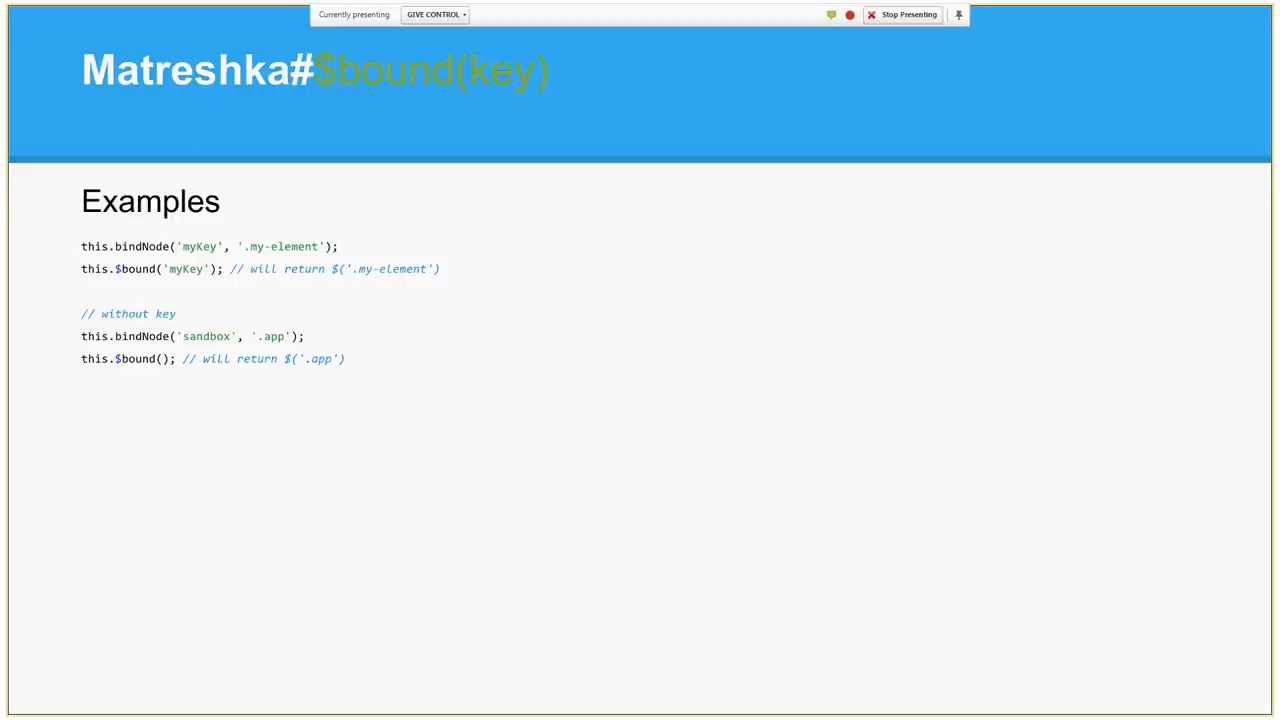 Currently presenting
GIVE CONTROL
Stop Presenting
Matreshka#$bound(key)
Examples
this.bindNode('myKey', '.my-element');
this.$bound('myKey'); // will return $('.my-element')
// without key
this.bindNode('sandbox', '.app');
this.$bound(); // will return $('.app')